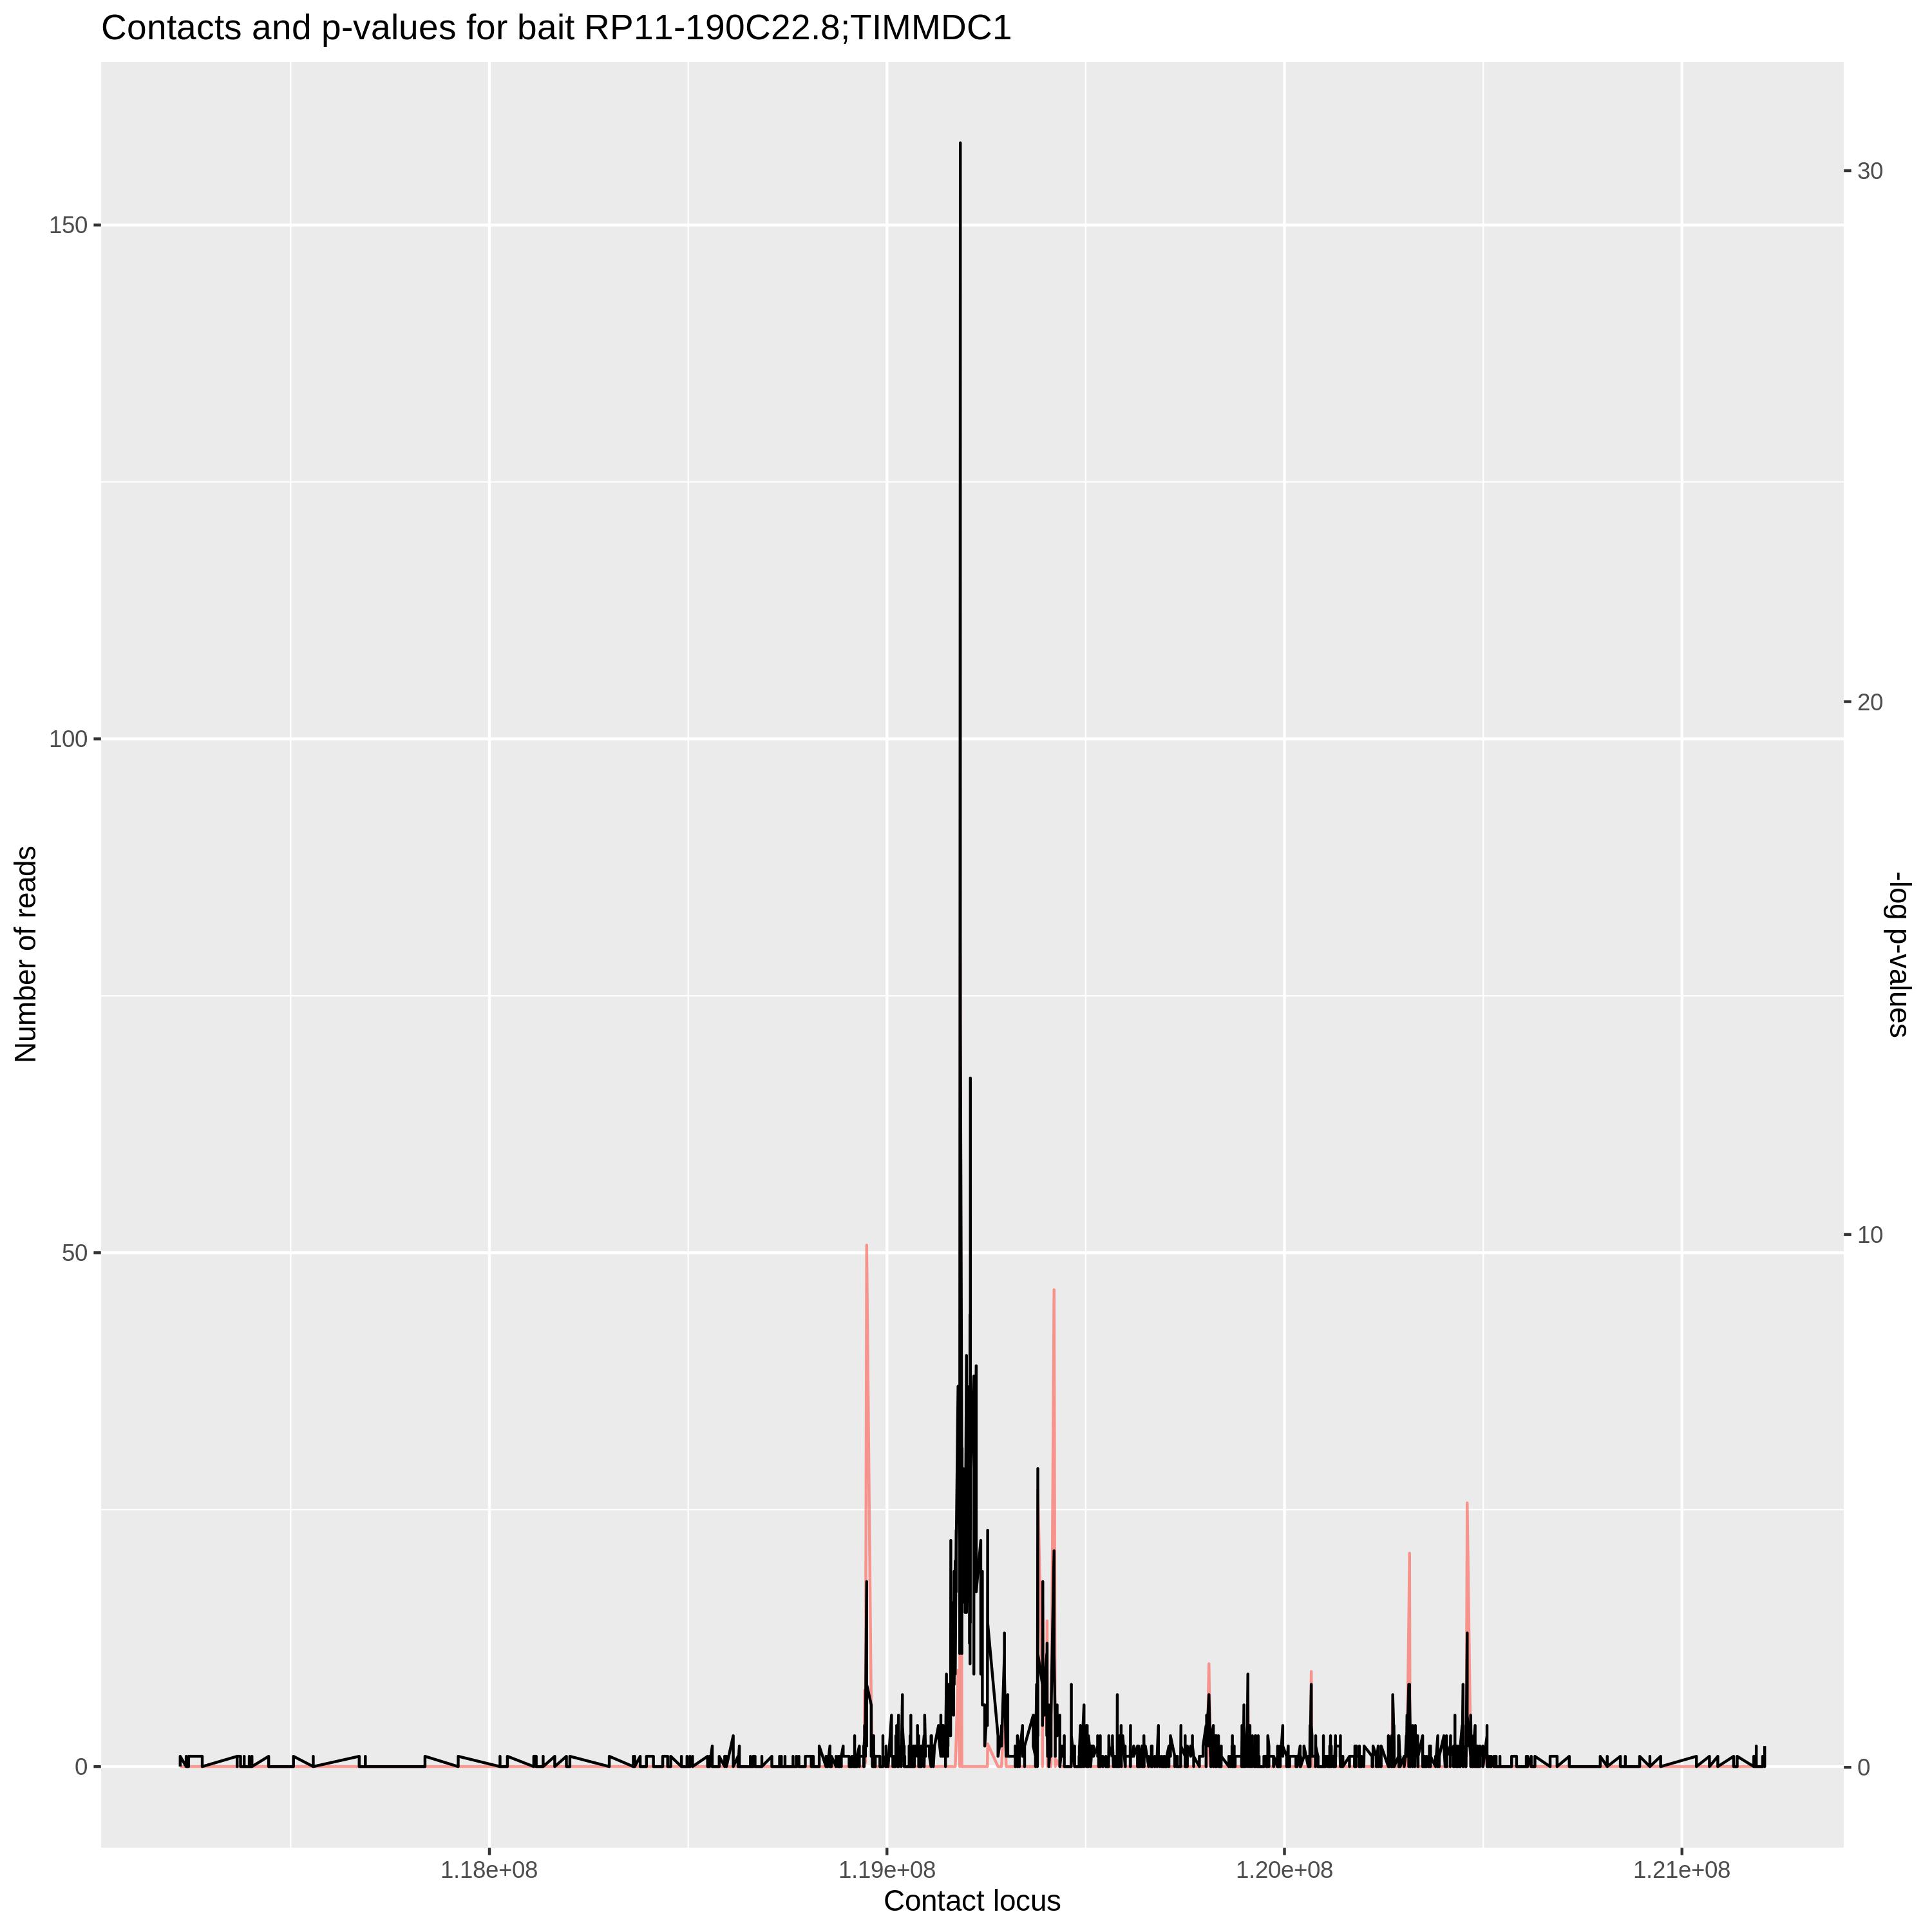 Contacts and p-values for bait RP11-190C22.8;TIMMDC1
150
100
50
0
Number of reads
30
20
10
0
-log p-values
1.18e+08
1.19e+08
1.20e+08
1.21e+08
Contact locus